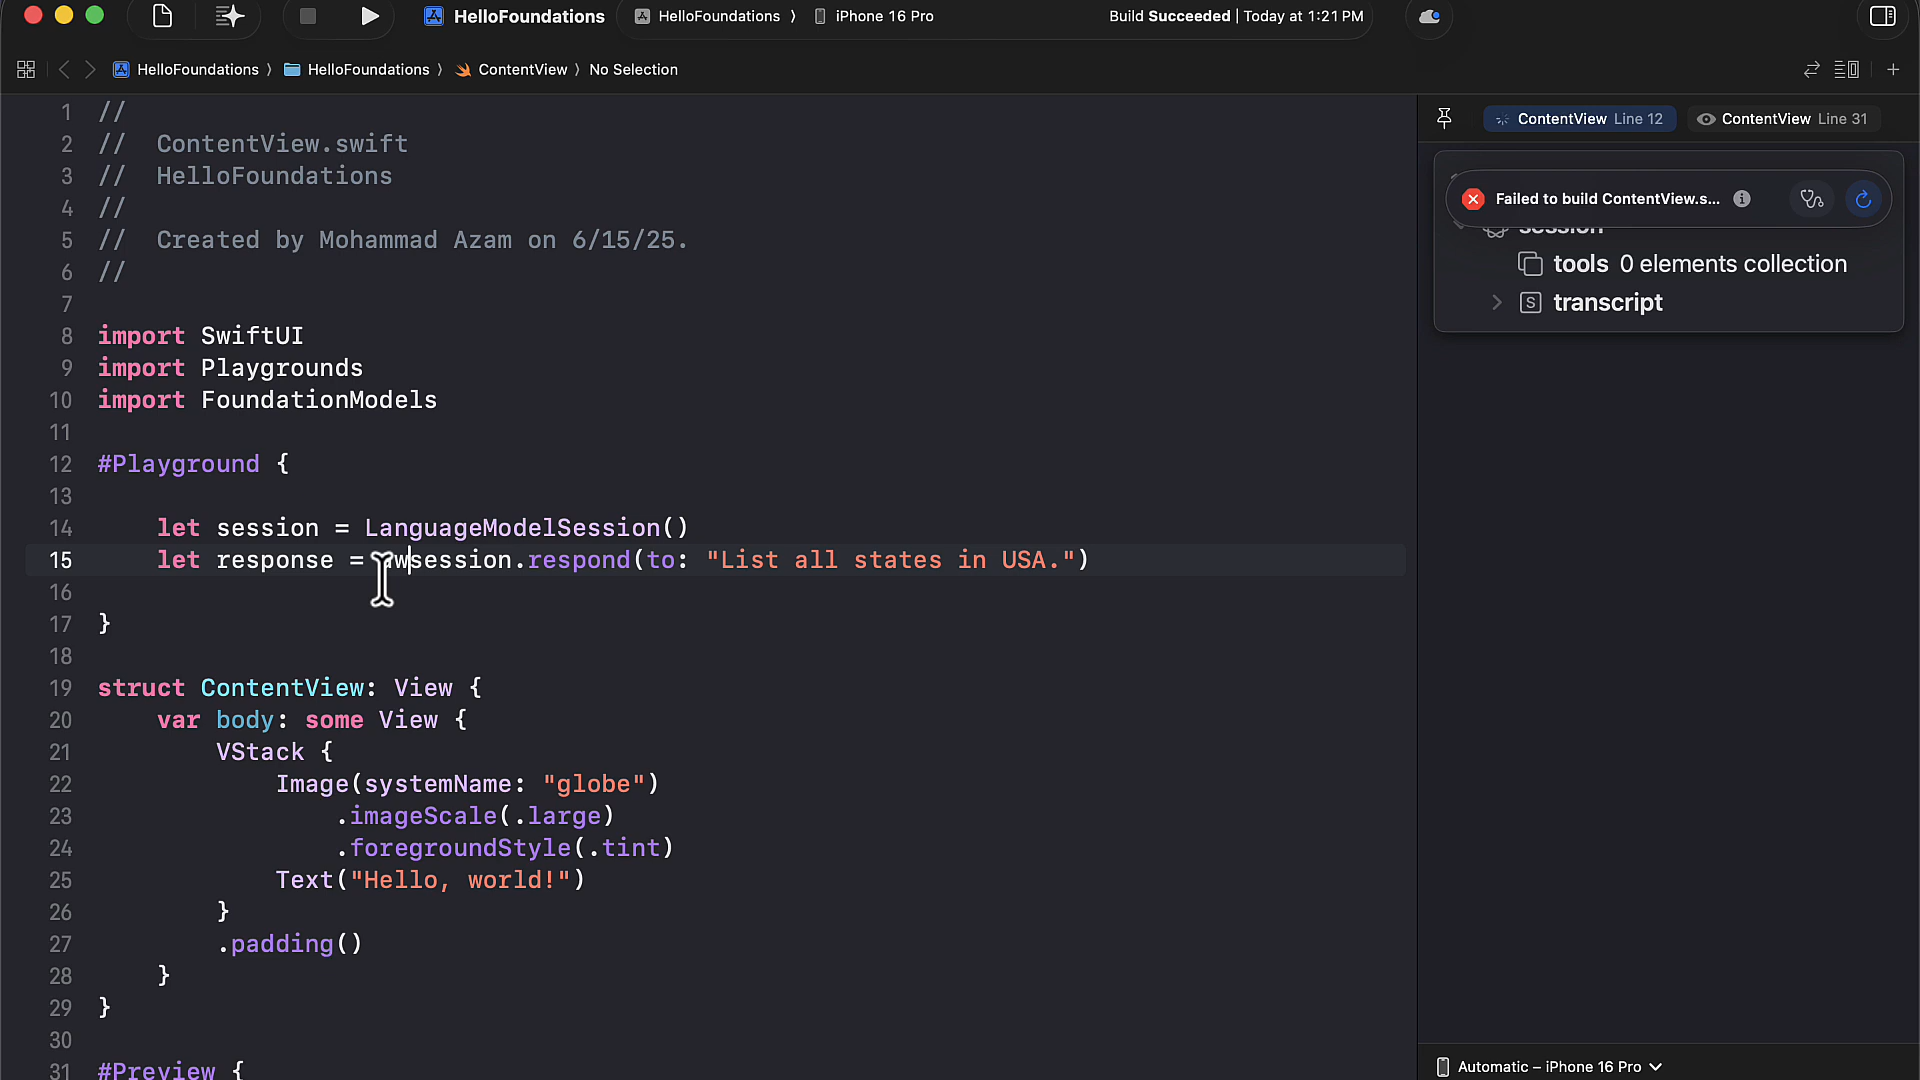 HelloFoundations
HelloFoundations 〉 iPhone 16 Pro
Build Succeeded | Today at 1:21 PM
HelloFoundations 〉 HelloFoundations 〉 ContentView 〉 No Selection
1 //
2 //  ContentView.swift
3 //  HelloFoundations
4 //
5 //  Created by Mohammad Azam on 6/15/25.
6 //
7
8 import SwiftUI
9 import Playgrounds
10 import FoundationModels
11
12 #Playground {
13
14     let session = LanguageModelSession()
15     let response = awsession.respond(to: "List all states in USA.")
16
17 }
18
19 struct ContentView: View {
20     var body: some View {
21         VStack {
22             Image(systemName: "globe")
23                 .imageScale(.large)
24                 .foregroundStyle(.tint)
25             Text("Hello, world!")
26         }
27         .padding()
28     }
29 }
30
31 #Preview {
ContentView Line 12
ContentView Line 31
Failed to build ContentView.s...
session
tools 0 elements collection
S transcript
Automatic – iPhone 16 Pro